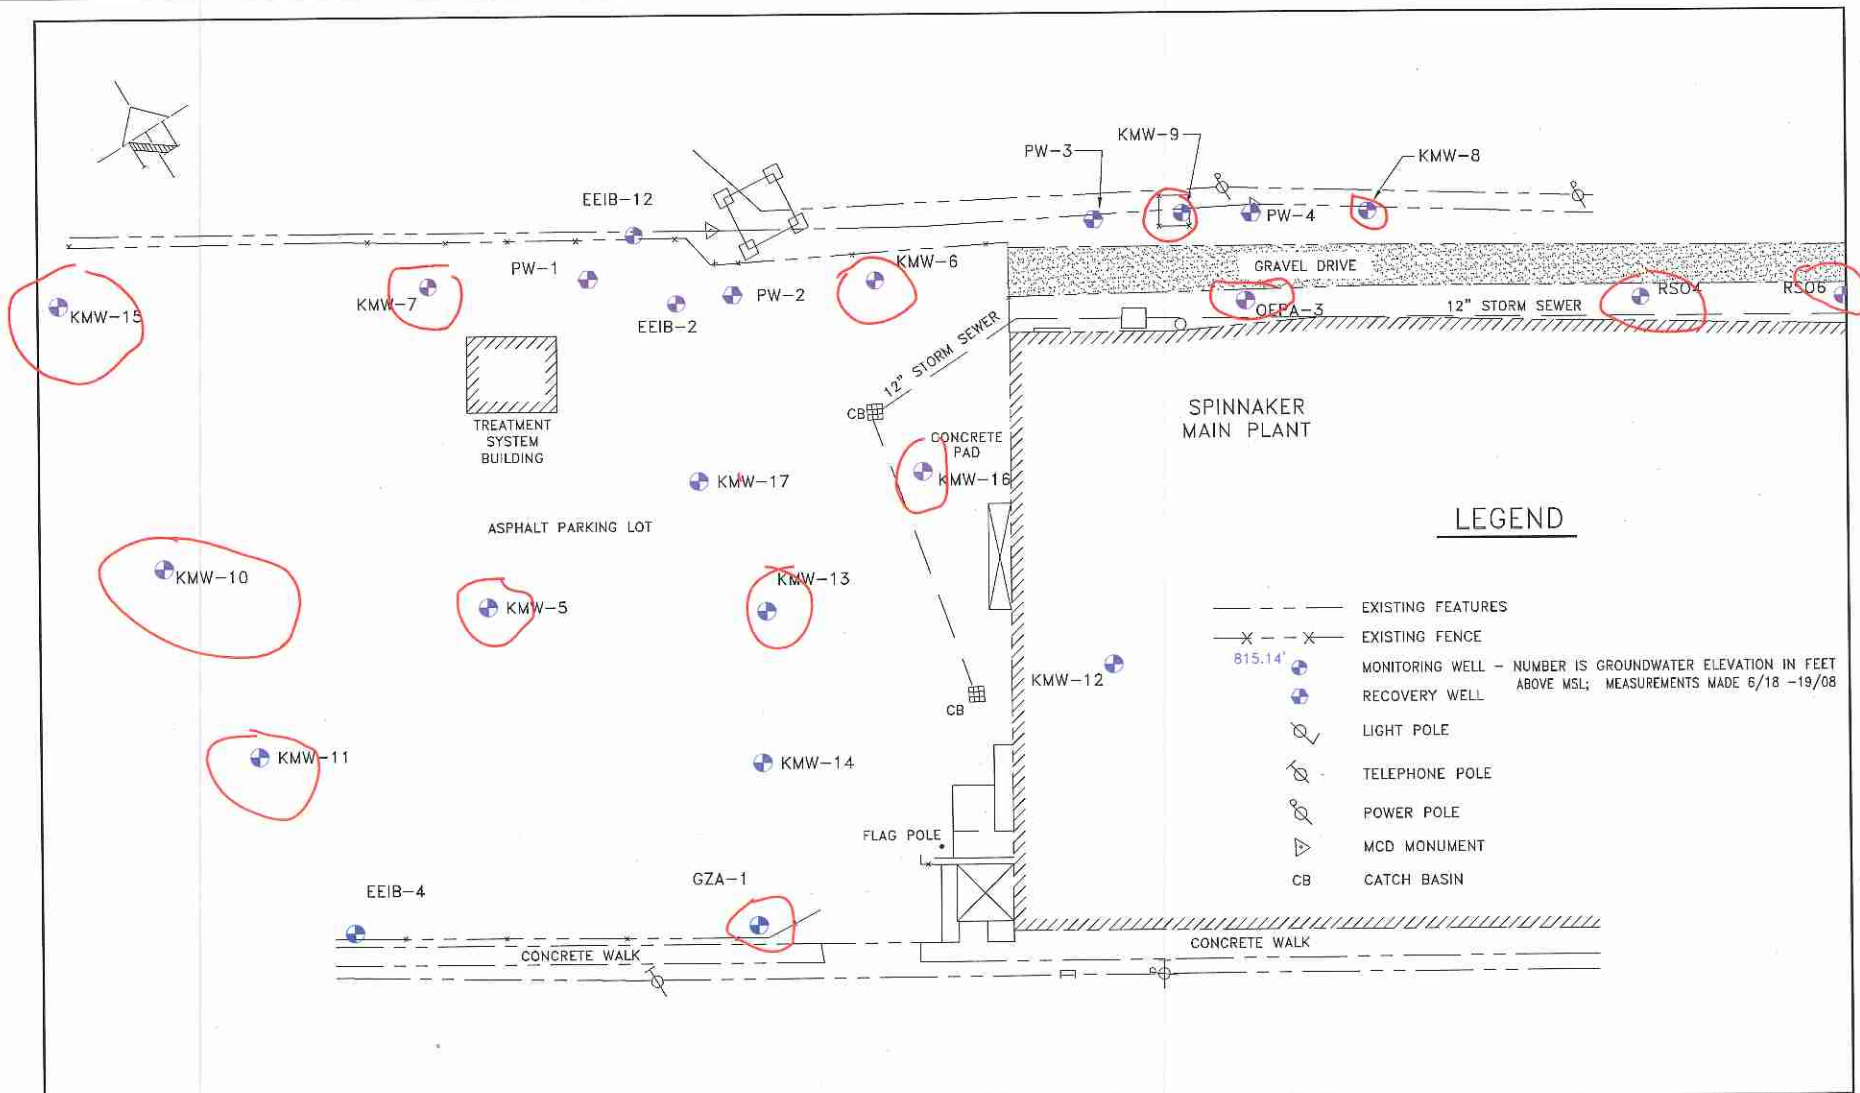 KMW-9
PW-3
KMW-8
EEIB-12
PW-4
PW-1
KMW-6
GRAVEL DRIVE
KMW-7
PW-2
RS04
RS06
KMW-15
EEIB-2
OEPA-3
12" STORM SEWER
12" STORM SEWER
CB
SPINNAKER
MAIN PLANT
TREATMENT
SYSTEM
BUILDING
CONCRETE
PAD
KMW-16
KMW-17
ASPHALT PARKING LOT
LEGEND
KMW-10
KMW-13
KMW-5
EXISTING FEATURES
EXISTING FENCE
815.14'
MONITORING WELL - NUMBER IS GROUNDWATER ELEVATION IN FEET
ABOVE MSL; MEASUREMENTS MADE 6/18 -19/08
KMW-12
RECOVERY WELL
CB
LIGHT POLE
KMW-11
KMW-14
TELEPHONE POLE
POWER POLE
FLAG POLE
MCD MONUMENT
CB
CATCH BASIN
EEIB-4
GZA-1
CONCRETE WALK
CONCRETE WALK